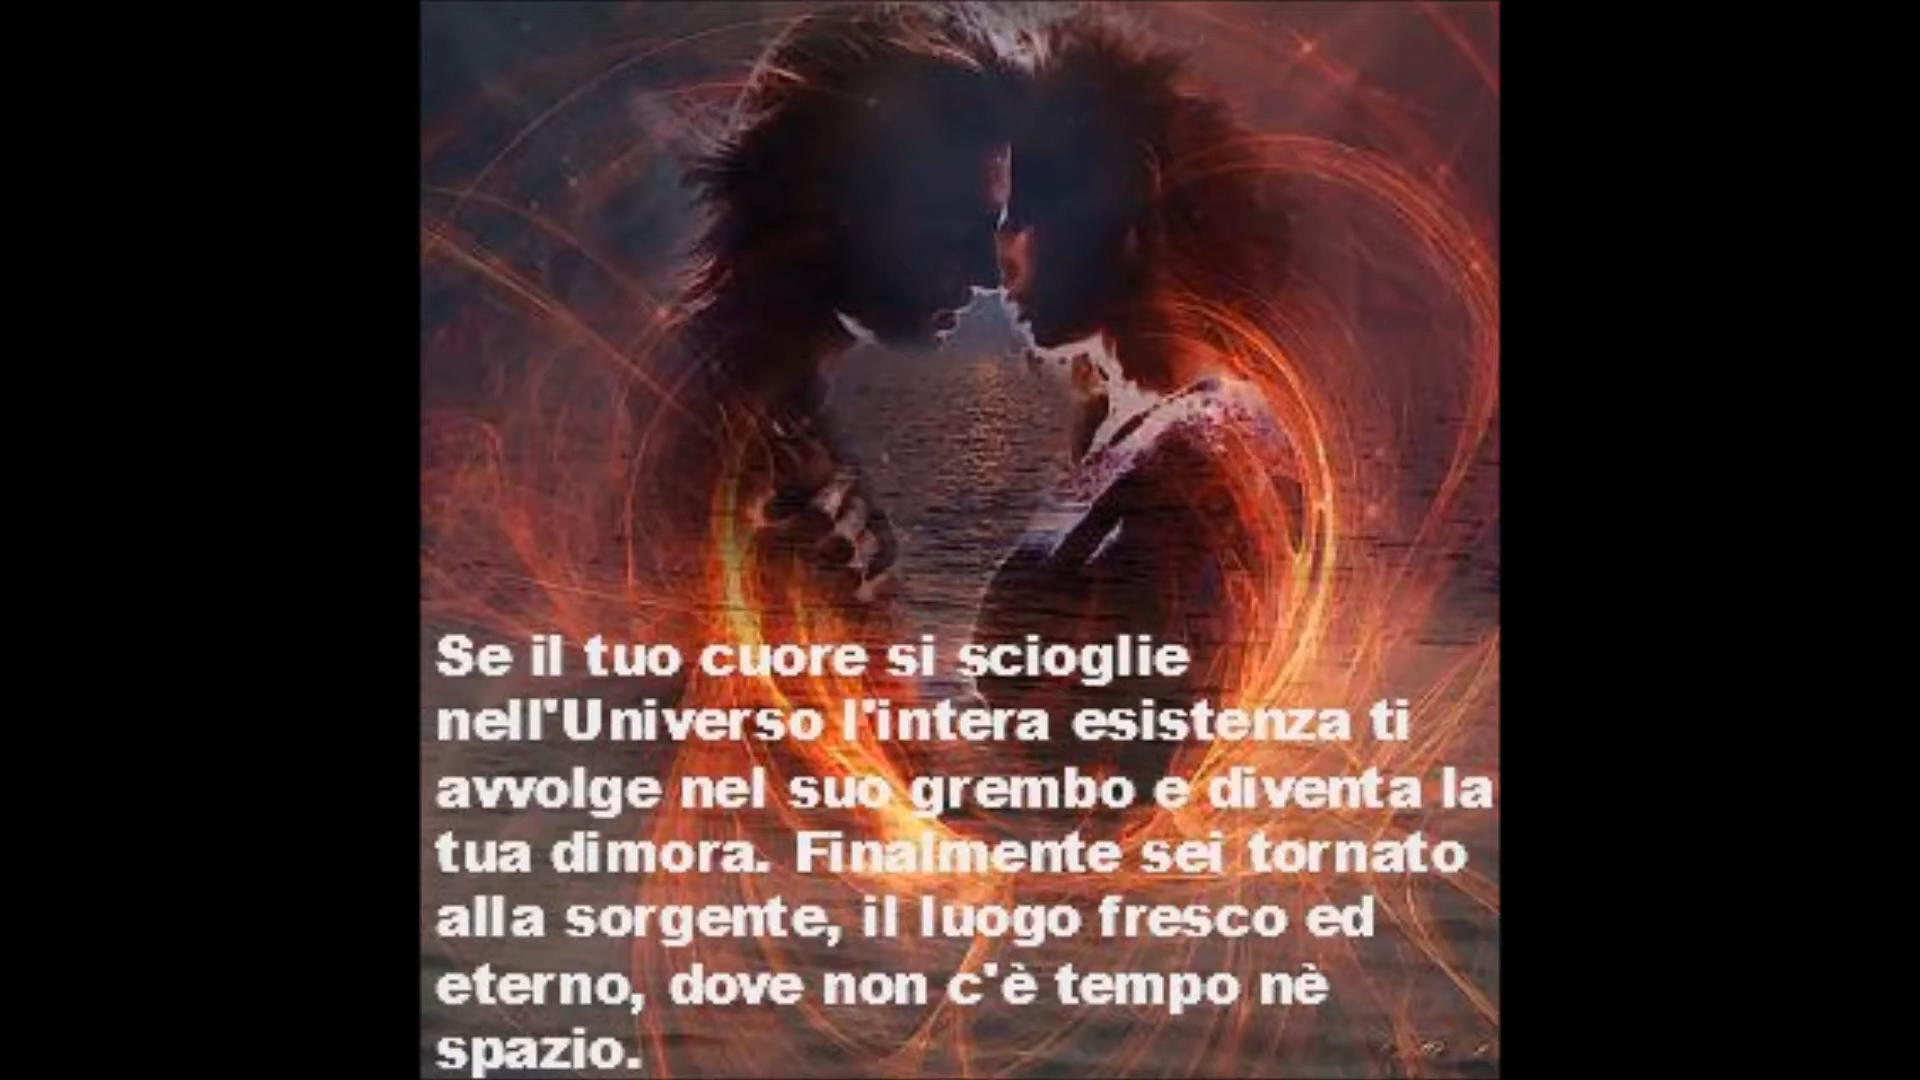 Se il tuo cuore si scioglie
nell'Universo l'intera esistenza ti
avvolge nel suo grembo e diventa la
tua dimora. Finalmente sei tornato
alla sorgente, il luogo fresco ed
eterno, dove non c'è tempo nè
spazio.